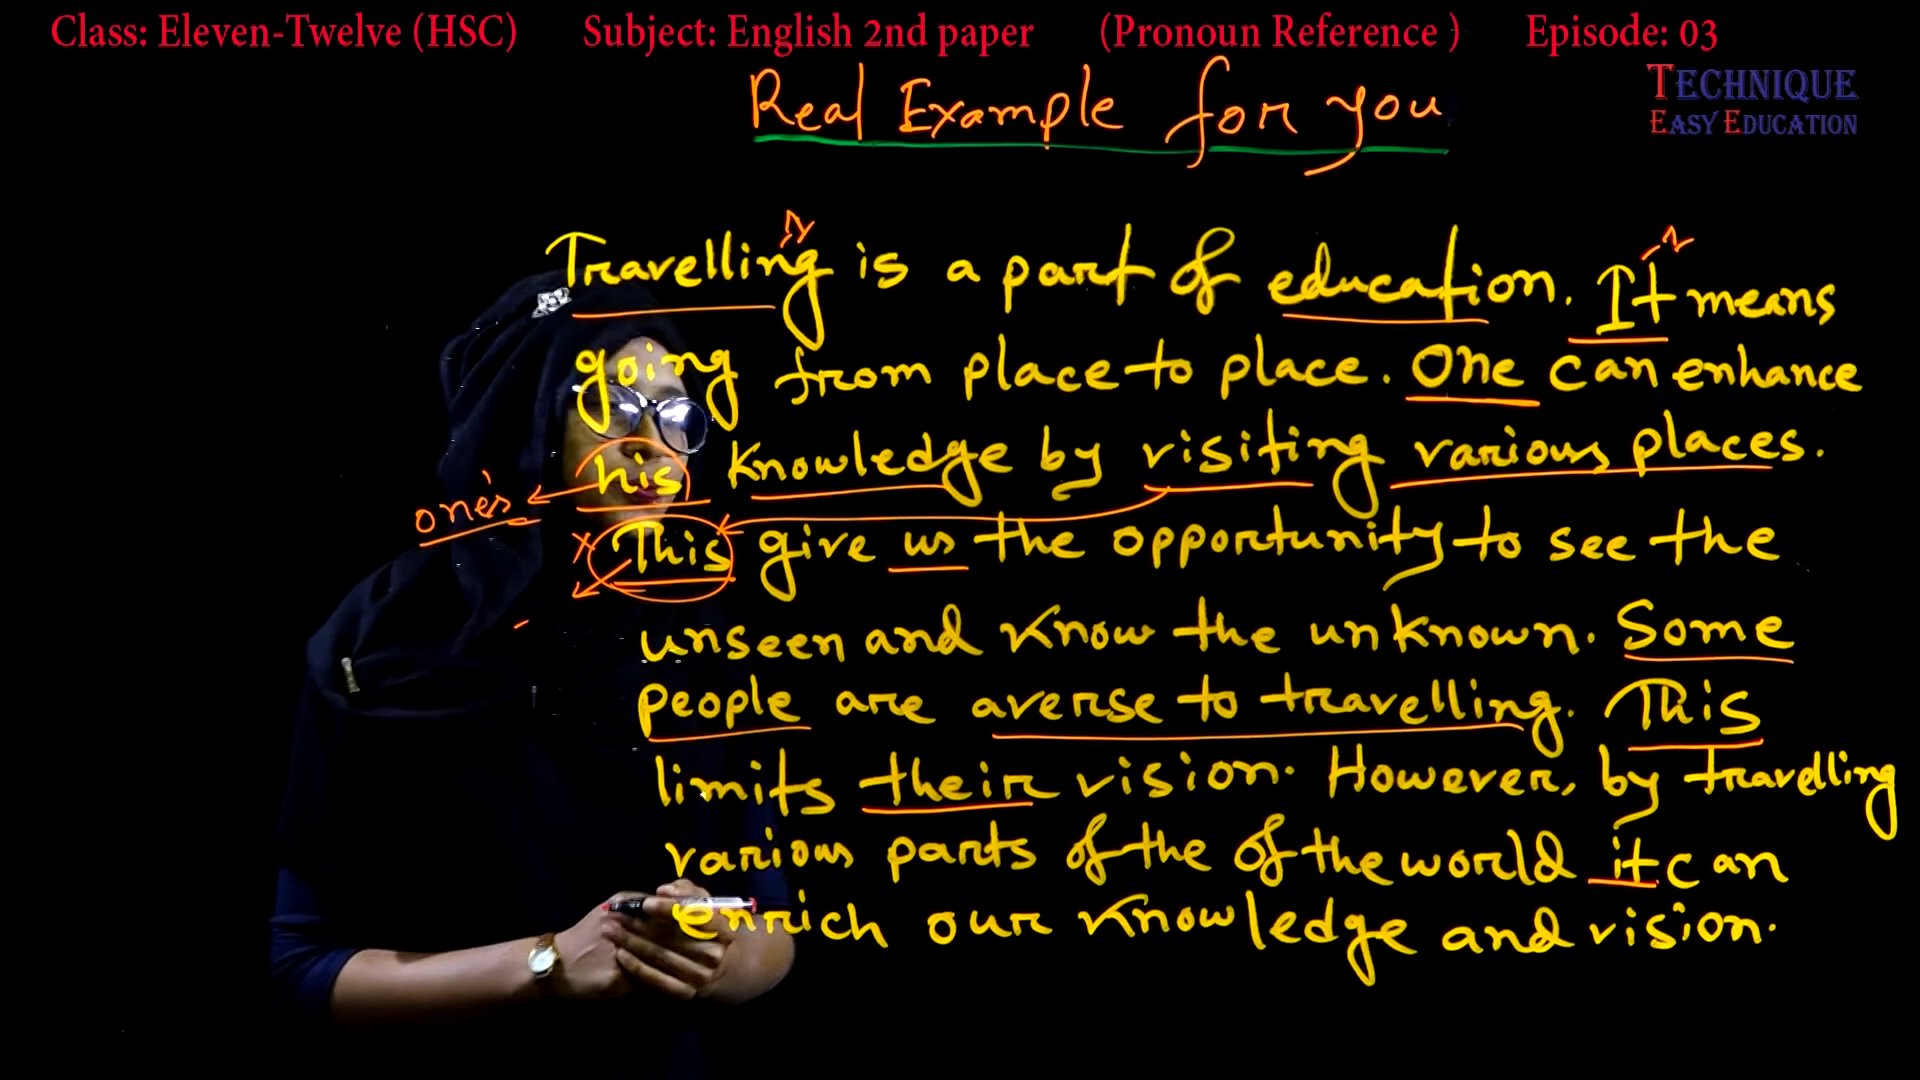 Class: Eleven-Twelve (HSC) Subject: English 2nd paper (Pronoun Reference ) Episode: 03
TECHNIQUE
EASY EDUCATION
Real Example for you
Travelling is a part of education. It means
going from place to place. One can enhance
his knowledge by visiting various places.
one's
This give us the opportunity to see the
unseen and know the unknown. Some
people are averse to travelling. This
limits their vision. However, by travelling
various parts of the of the world it can
enrich our knowledge and vision.